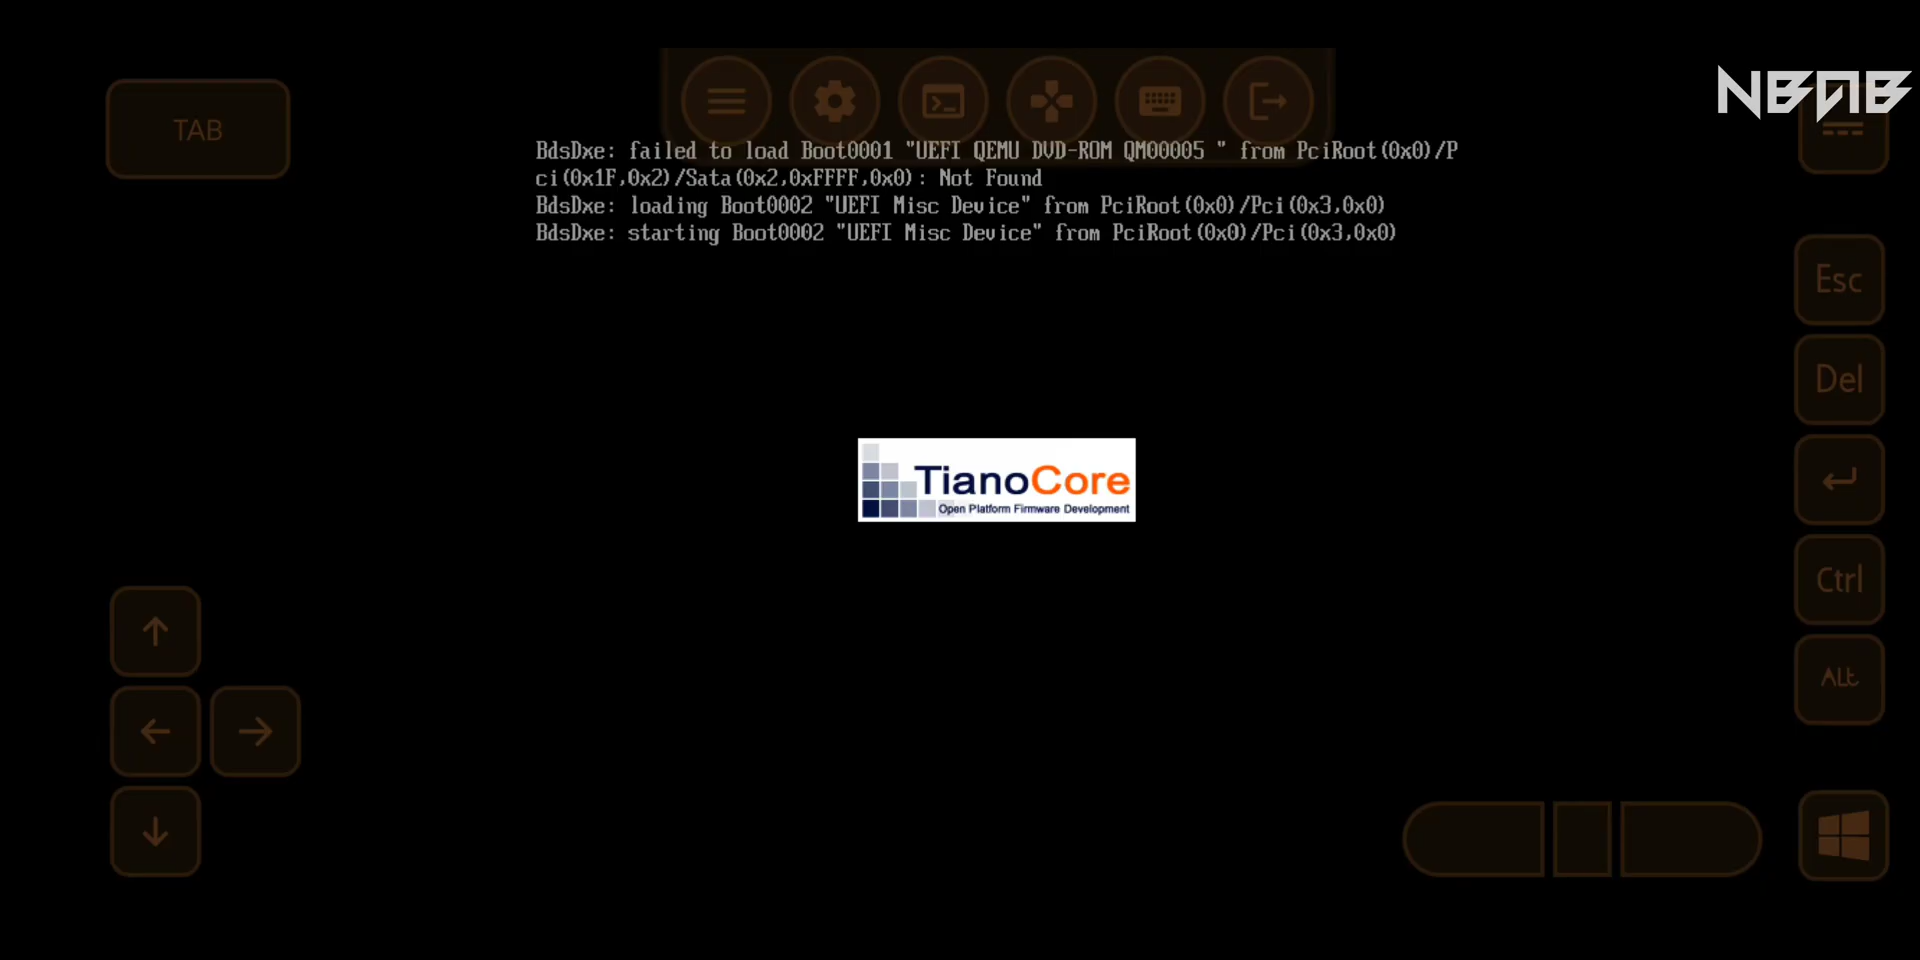 NBAB
TAB
BdsDxe: failed to load Boot0001 "UEFI QEMU DVD-ROM QM00005 " from PciRoot(0x0)/P
ci(0x1F,0x2)/Sata(0x2,0xFFFF,0x0): Not Found
BdsDxe: loading Boot0002 "UEFI Misc Device" from PciRoot(0x0)/Pci(0x3,0x0)
BdsDxe: starting Boot0002 "UEFI Misc Device" from PciRoot(0x0)/Pci(0x3,0x0)
Esc
Del
TianoCore
Open Platform Firmware Development
Ctrl
ALt